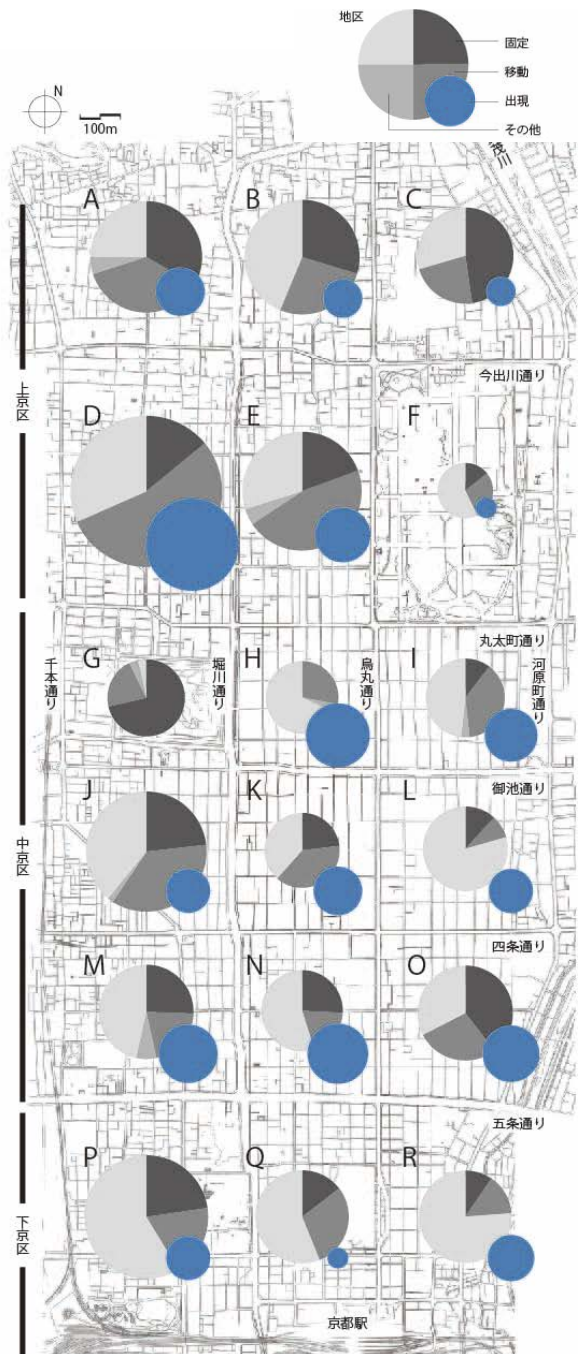 地区
固定
移動
出現
その他
N
100m
茂川
A
B
C
今出川通り
上京区
D
E
F
丸太町通り
千本通り
堀川通り
烏丸通り
河原町通り
G
H
I
御池通り
中京区
J
K
L
四条通り
M
N
O
五条通り
下京区
P
Q
R
京都駅